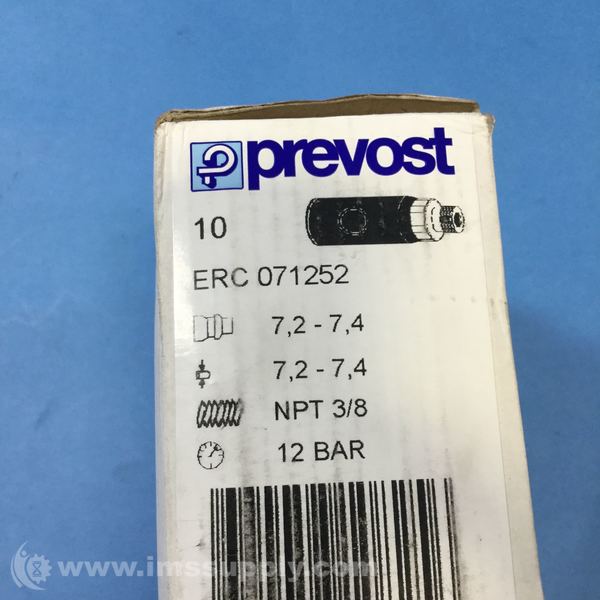 prevost
10
ERC 071252
7,2 - 7,4
7,2 - 7,4
NPT 3/8
12 BAR
www.imssupply.com